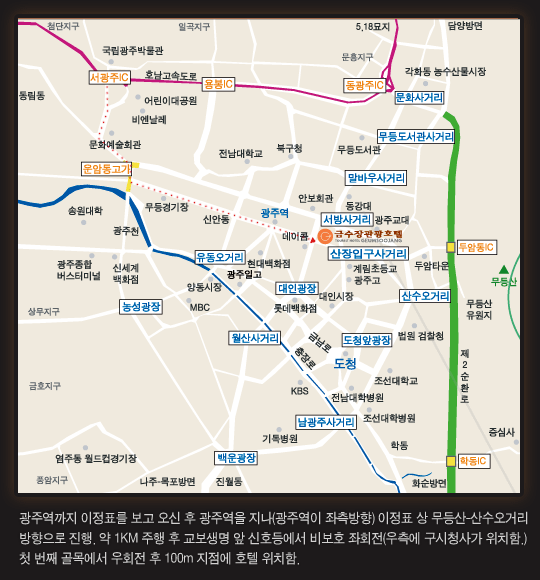 첨단지구
일곡지구
5.18묘지
담양방면
국립광주박물관
문흥지구
서광주IC
호남고속도로
용봉IC
동광주IC
각화동 농수산물시장
동림동
어린이대공원
문화사거리
비엔날레
문화예술회관
전남대학교
북구청
무등도서관
무등도서관사거리
운암동고가
말바우사거리
송원대학
무등경기장
신안동
광주역
안보회관
동강대
서방사거리
광주교대
광주천
데이콤
금수장관광호텔
TOURIST HOTEL GEUMSOOJANG
두암동IC
광주종합
버스터미널
신세계
백화점
유동오거리
현대백화점
산장입구사거리
광주일고
계림초등학교
광주고
두암타운
무등산
양동시장
대인광장
대인시장
산수오거리
농성광장
MBC
롯데백화점
무등산
유원지
상무지구
월산사거리
금남로
충장로
도청앞광장
법원 검찰청
도청
제2순환로
금호지구
KBS
조선대학교
전남대학병원
남광주사거리
조선대학병원
기독병원
학동
증심사
염주동 월드컵경기장
백운광장
학동IC
풍암지구
나주·목포방면
진월동
화순방면
광주역까지 이정표를 보고 오신 후 광주역을 지나(광주역이 좌측방향) 이정표 상 무등산-산수오거리
방향으로 진행. 약 1KM 주행 후 교보생명 앞 신호등에서 비보호 좌회전(우측에 구시청사가 위치함.)
첫 번째 골목에서 우회전 후 100m 지점에 호텔 위치함.